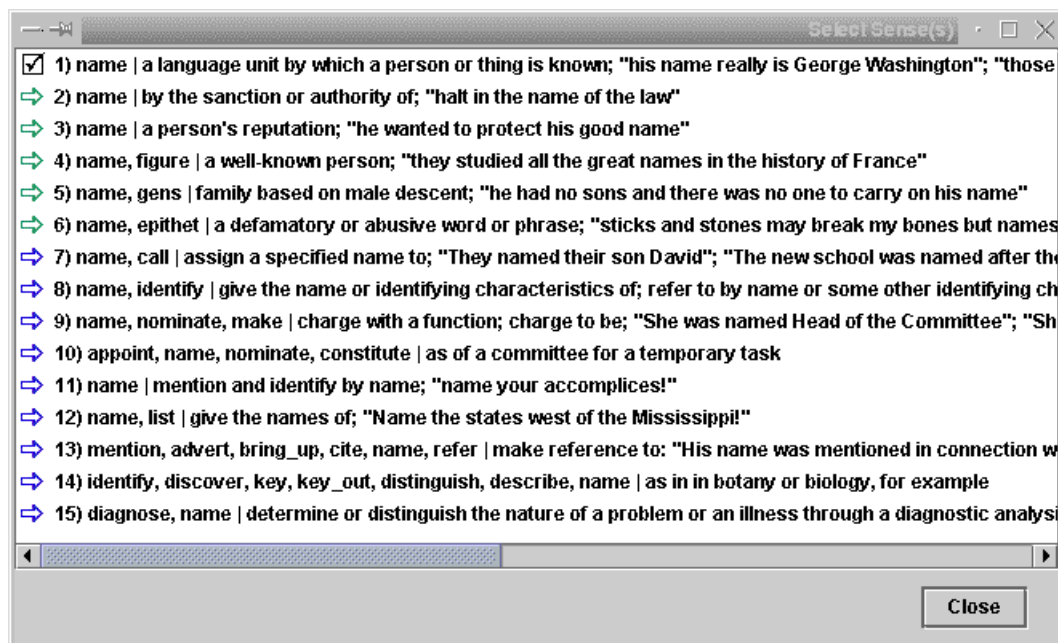 Select Sense(s)
1) name | a language unit by which a person or thing is known; "his name really is George Washington"; "those
2) name | by the sanction or authority of; "halt in the name of the law"
3) name | a person's reputation; "he wanted to protect his good name"
4) name, figure | a well-known person; "they studied all the great names in the history of France"
5) name, gens | family based on male descent; "he had no sons and there was no one to carry on his name"
6) name, epithet | a defamatory or abusive word or phrase; "sticks and stones may break my bones but names
7) name, call | assign a specified name to; "They named their son David"; "The new school was named after the
8) name, identify | give the name or identifying characteristics of; refer to by name or some other identifying ch
9) name, nominate, make | charge with a function; charge to be; "She was named Head of the Committee"; "Sh
10) appoint, name, nominate, constitute | as of a committee for a temporary task
11) name | mention and identify by name; "name your accomplices!"
12) name, list | give the names of; "Name the states west of the Mississippi!"
13) mention, advert, bring_up, cite, name, refer | make reference to: "His name was mentioned in connection w
14) identify, discover, key, key_out, distinguish, describe, name | as in in botany or biology, for example
15) diagnose, name | determine or distinguish the nature of a problem or an illness through a diagnostic analysi
Close